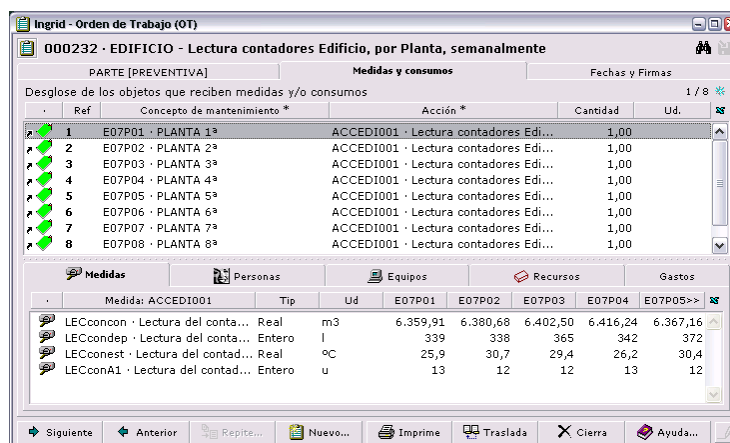 Ingrid - Orden de Trabajo (OT)
000232 · EDIFICIO - Lectura contadores Edificio, por Planta, semanalmente
PARTE [PREVENTIVA] Medidas y consumos Fechas y Firmas
Desglose de los objetos que reciben medidas y/o consumos 1 / 8
· Ref Concepto de mantenimiento * Acción * Cantidad Ud.
1 E07P01 · PLANTA 1ª ACCEDI001 · Lectura contadores Edi... 1,00
2 E07P02 · PLANTA 2ª ACCEDI001 · Lectura contadores Edi... 1,00
3 E07P03 · PLANTA 3ª ACCEDI001 · Lectura contadores Edi... 1,00
4 E07P04 · PLANTA 4ª ACCEDI001 · Lectura contadores Edi... 1,00
5 E07P05 · PLANTA 5ª ACCEDI001 · Lectura contadores Edi... 1,00
6 E07P06 · PLANTA 6ª ACCEDI001 · Lectura contadores Edi... 1,00
7 E07P07 · PLANTA 7ª ACCEDI001 · Lectura contadores Edi... 1,00
8 E07P08 · PLANTA 8ª ACCEDI001 · Lectura contadores Edi... 1,00
Medidas Personas Equipos Recursos Gastos
· Medida: ACCEDI001 Tip Ud E07P01 E07P02 E07P03 E07P04 E07P05>>
LECconcon · Lectura del conta... Real m3 6.359,91 6.380,68 6.402,50 6.416,24 6.367,16
LECcondep · Lectura del conta... Entero l 339 338 365 342 372
LECconest · Lectura del contad... Real ºC 25,9 30,7 29,4 26,2 30,4
LECconA1 · Lectura del contad... Entero u 13 12 12 13 12
Siguiente Anterior Repite... Nuevo... Imprime Traslada Cierra Ayuda...